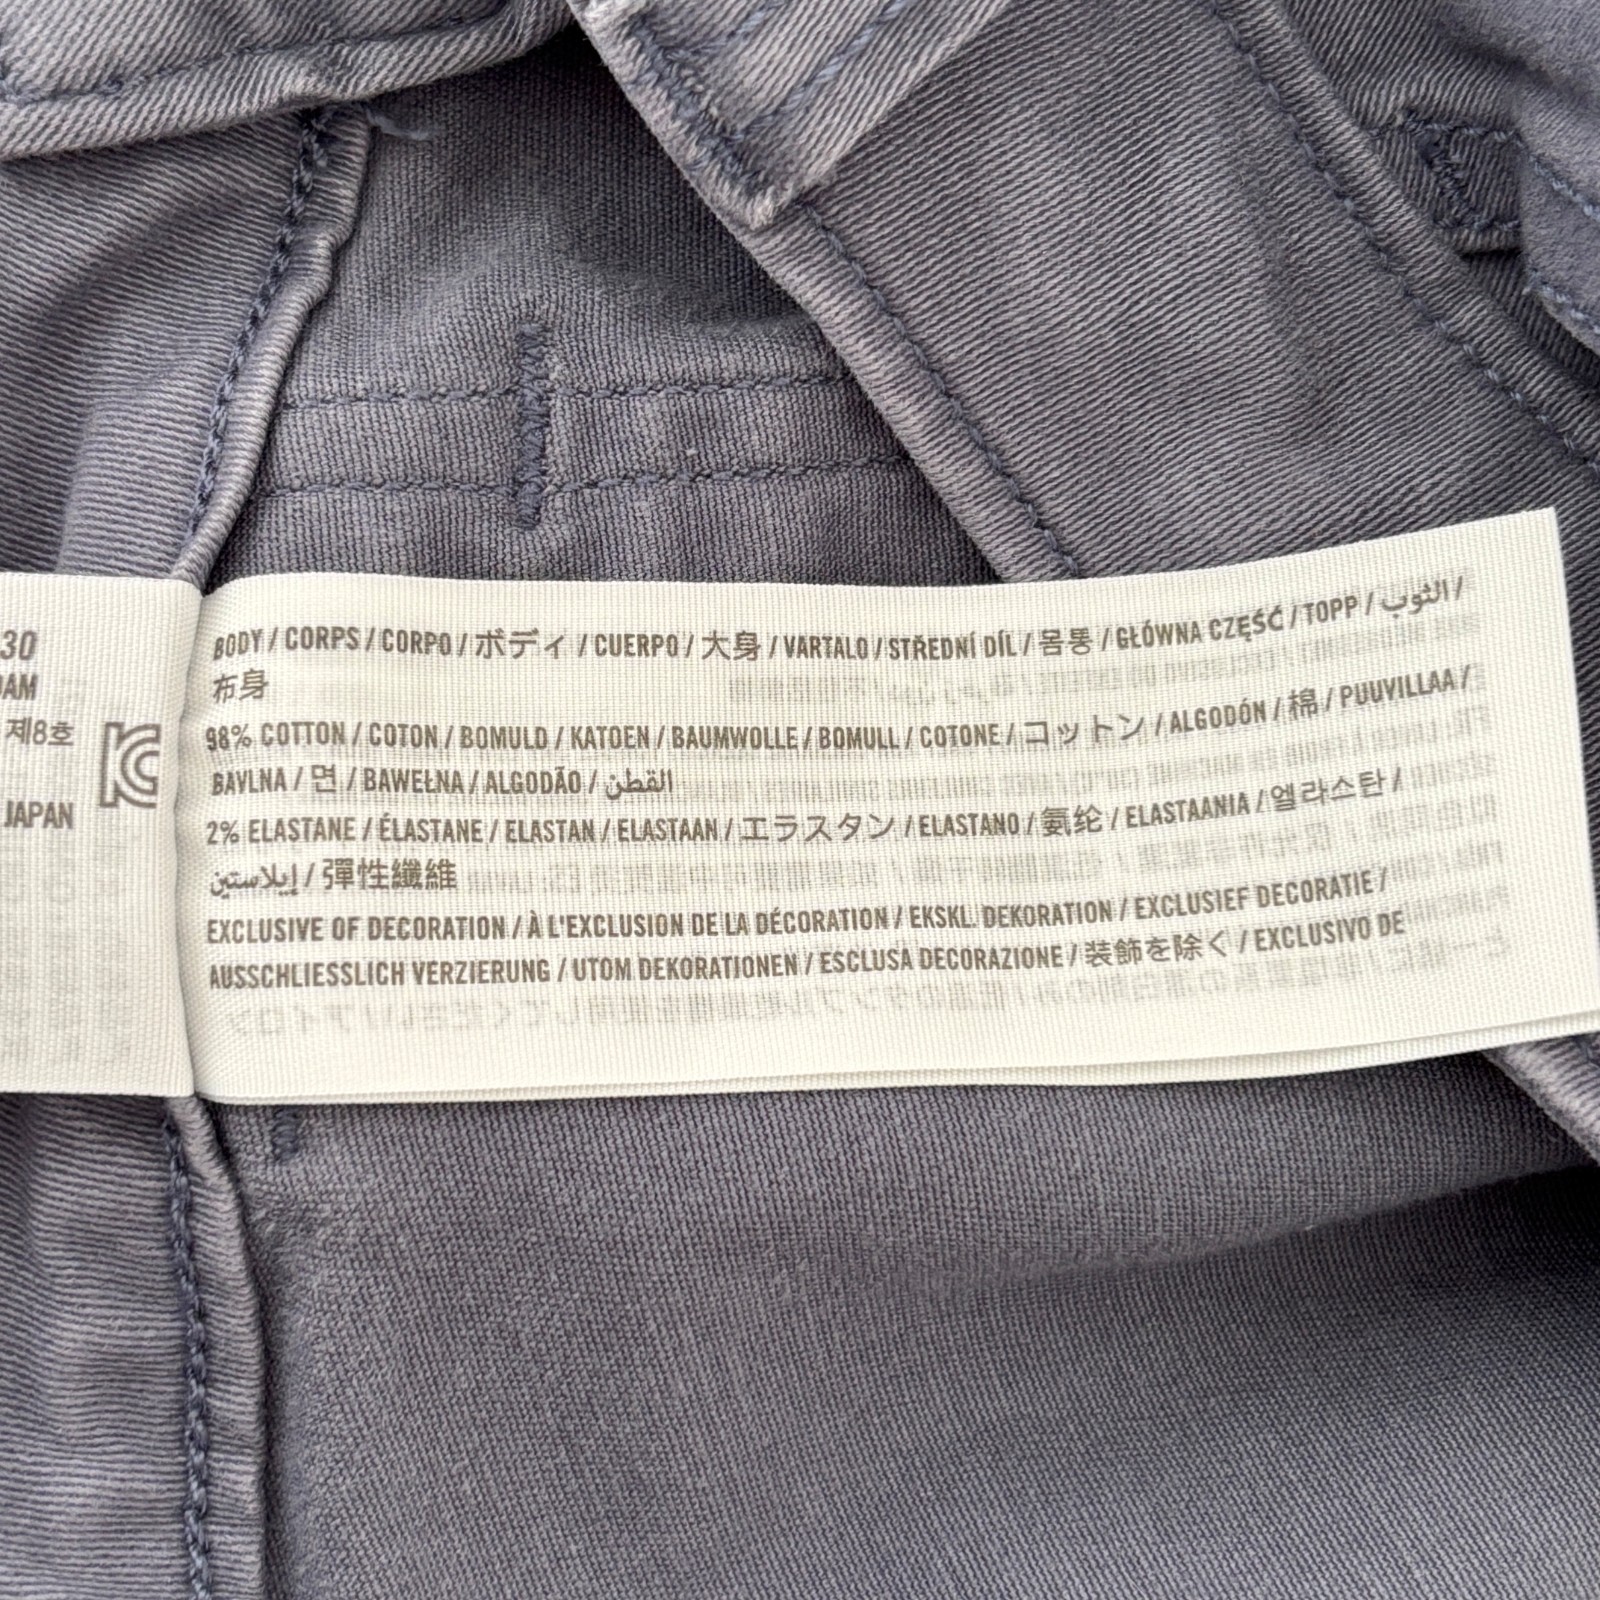 30
DAM
제8호
JAPAN
BODY / CORPS / CORPO / ボディ / CUERPO / 大身 / VARTALO / STŘEDNÍ DÍL / 몸통 / GŁÓWNA CZĘŚĆ / TOPP / الثوب /
布身
98% COTTON / COTON / BOMULD / KATOEN / BAUMWOLLE / BOMULL / COTONE / コットン / ALGODÓN / 棉 / PUUVILLAA /
BAVLNA / 면 / BAWEŁNA / ALGODÃO / القطن
2% ELASTANE / ÉLASTANE / ELASTAN / ELASTAAN / エラスタン / ELASTANO / 氨纶 / ELASTAANIA / 엘라스탄 /
إيلاستين / 彈性纖維
EXCLUSIVE OF DECORATION / À L'EXCLUSION DE LA DÉCORATION / EKSKL. DEKORATION / EXCLUSIEF DECORATIE /
AUSSCHLIESSLICH VERZIERUNG / UTOM DEKORATIONEN / ESCLUSA DECORAZIONE / 装飾を除く / EXCLUSIVO DE